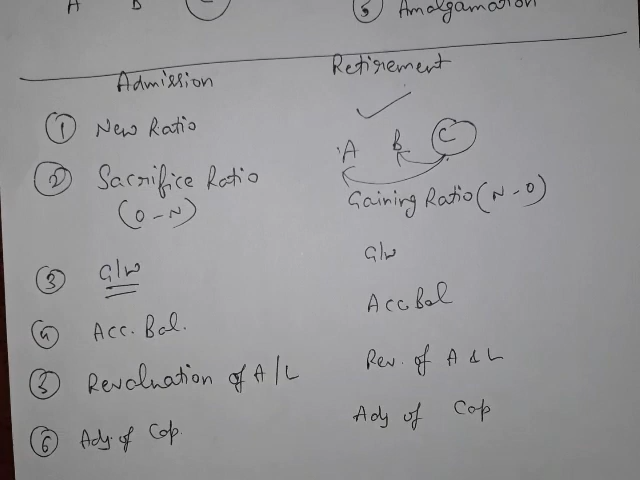 A B C
⑤ Amalgamation
Admission Retirement
① New Ratio ✓
A B C
② Sacrifice Ratio
(O-N)
Gaining Ratio (N-O)
③ G/w G/w
④ Acc. Bal. Acc Bal
⑤ Revaluation of A/L Rev. of A & L
⑥ Adj. of Cap. Adj of Cap